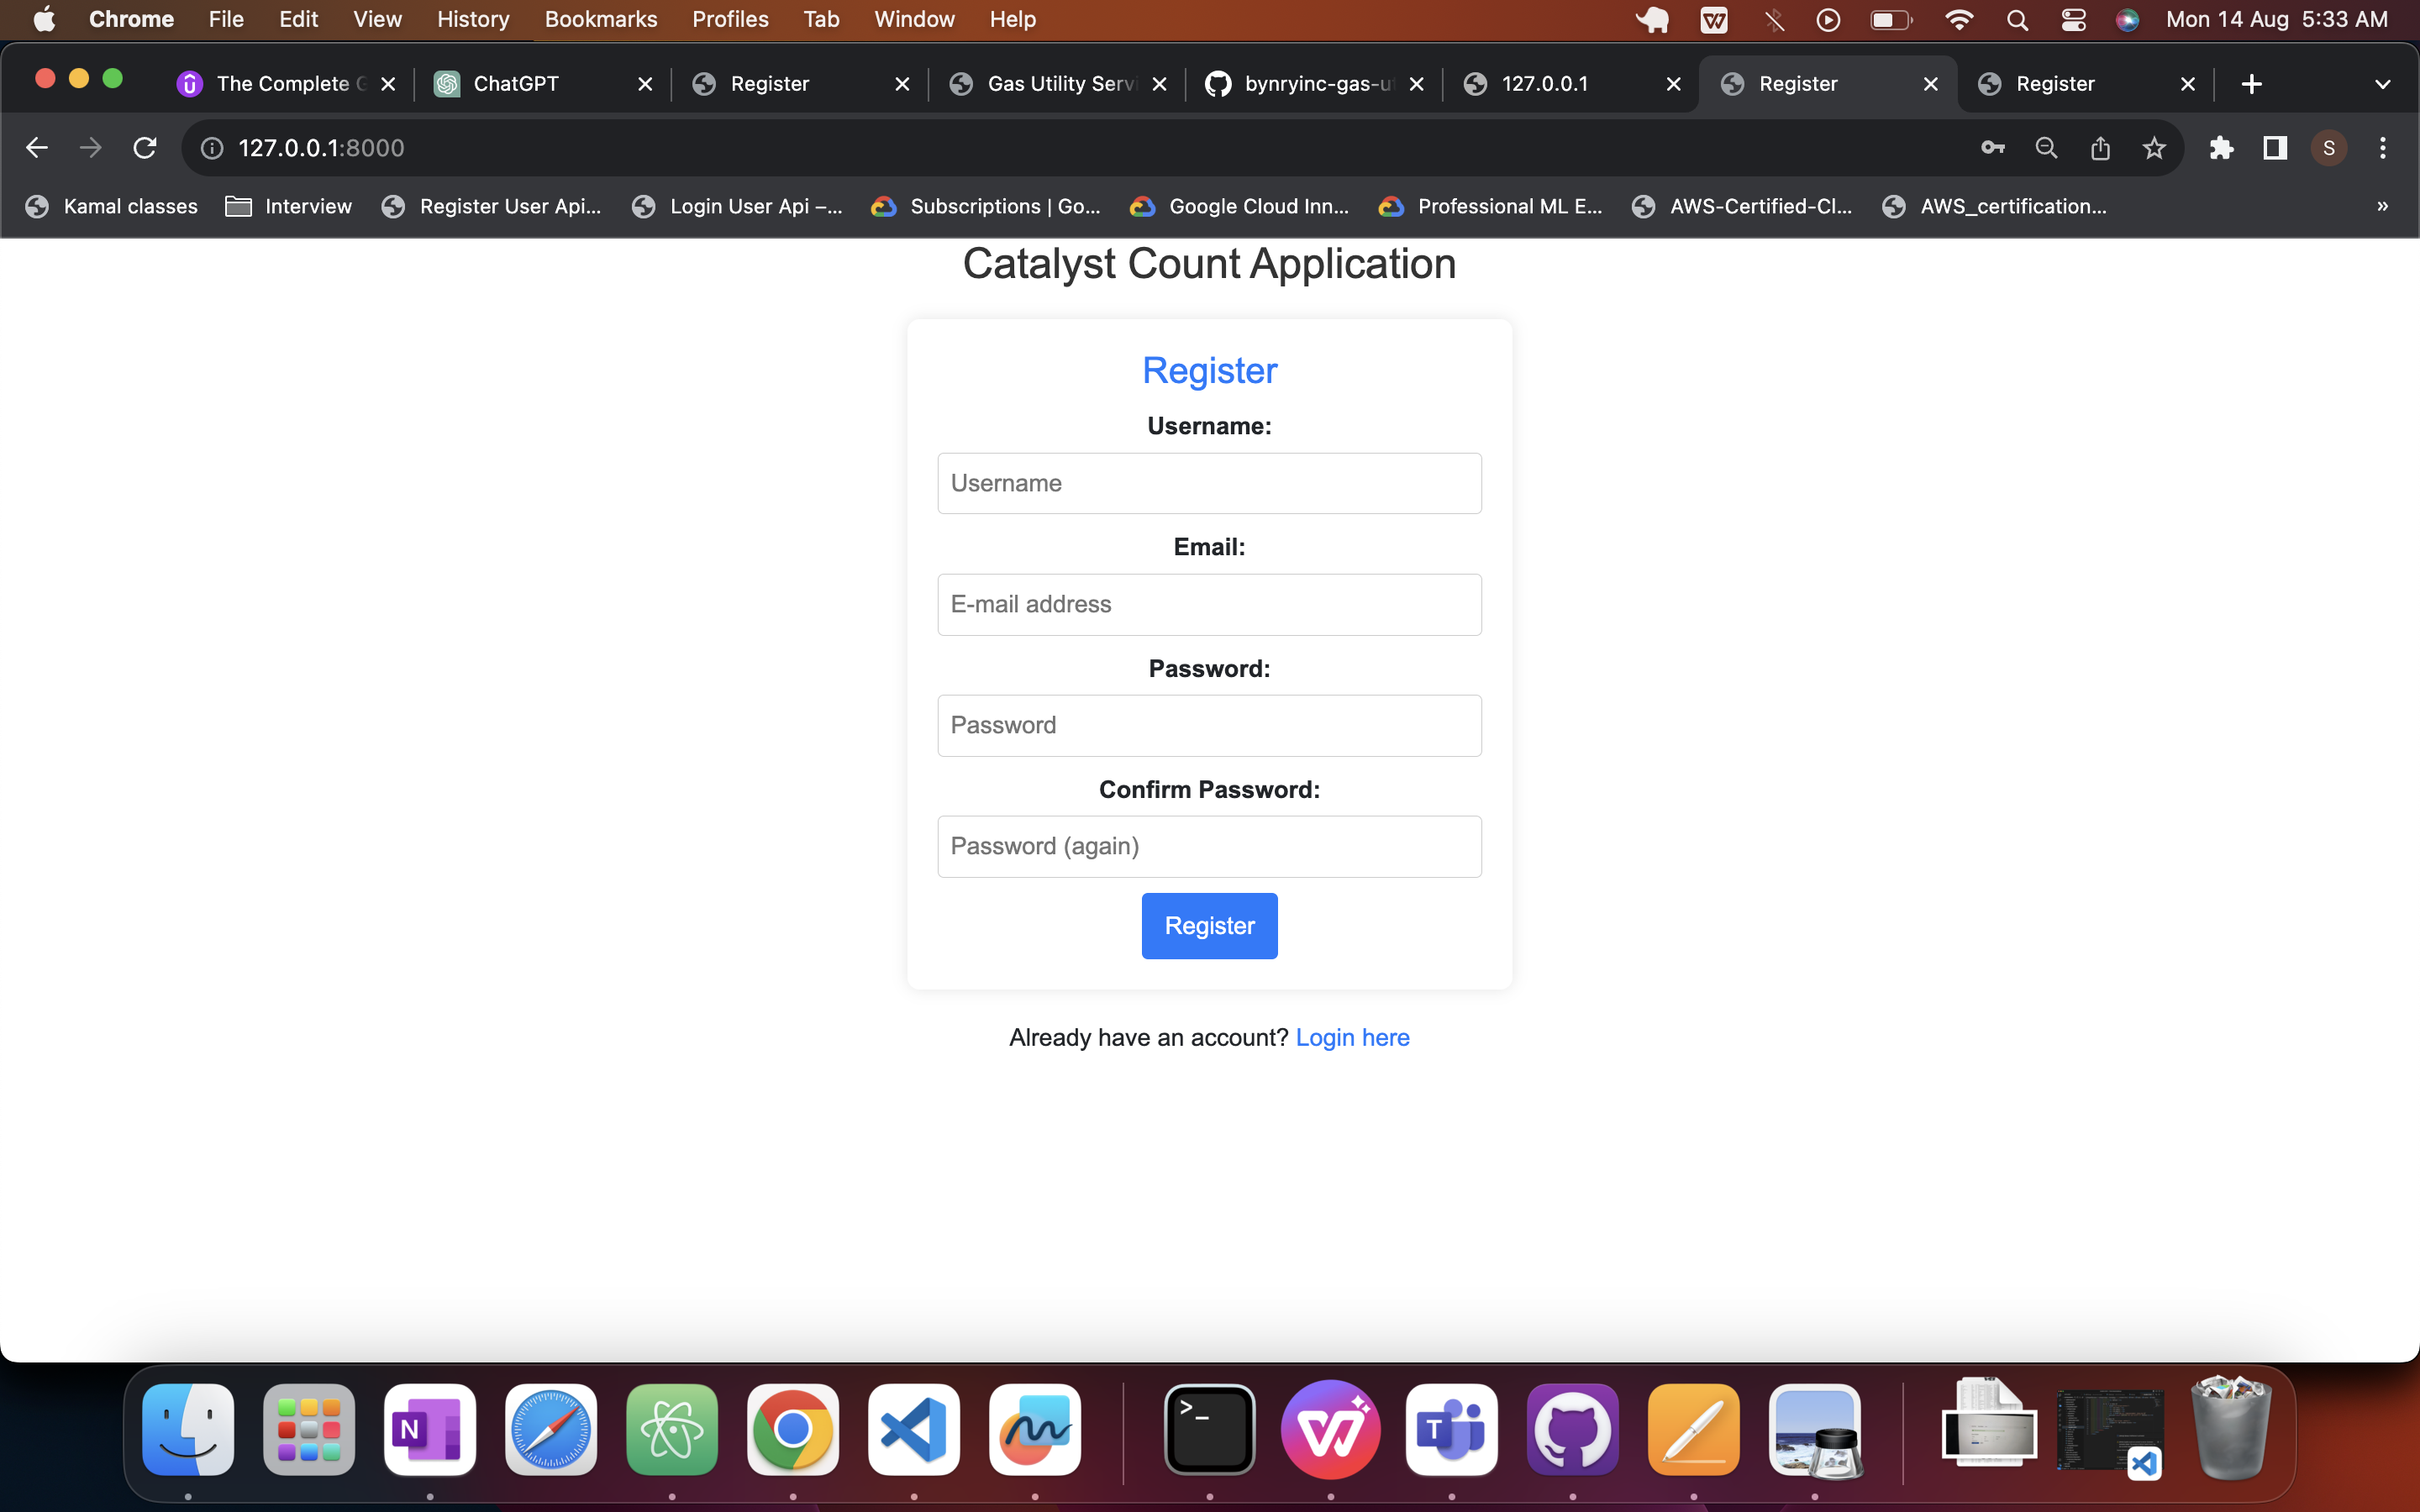 Chrome File Edit View History Bookmarks Profiles Tab Window Help Mon 14 Aug 5:33 AM
The Complete G ChatGPT Register Gas Utility Servi bynryinc-gas-ut 127.0.0.1 Register Register
127.0.0.1:8000 S
Kamal classes Interview Register User Api... Login User Api –... Subscriptions | Go... Google Cloud Inn... Professional ML E... AWS-Certified-Cl... AWS_certification... »
Catalyst Count Application
Register
Username:
Username
Email:
E-mail address
Password:
Password
Confirm Password:
Password (again)
Register
Already have an account? Login here
N >_ T